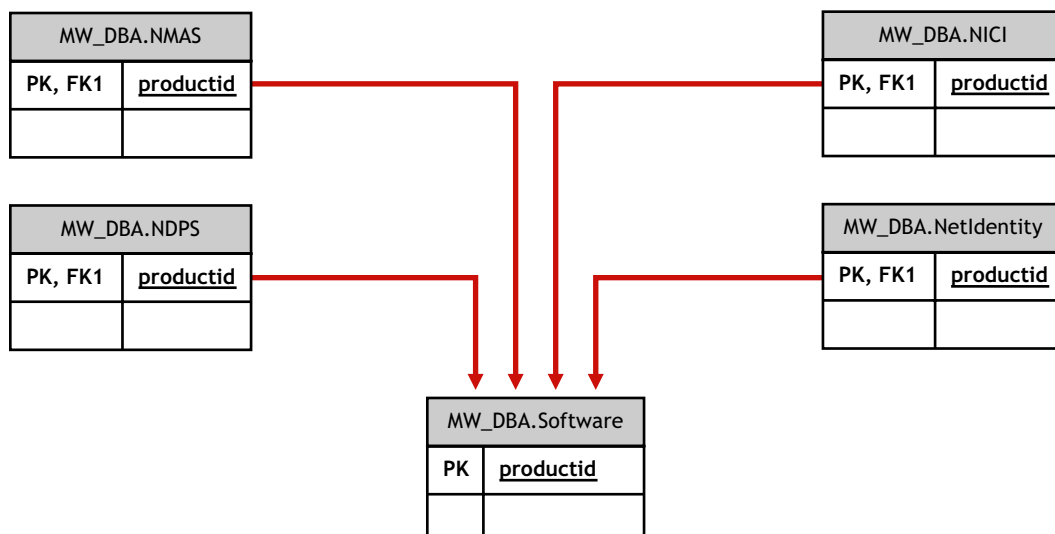 MW_DBA.NMAS
PK, FK1 productid
MW_DBA.NICI
PK, FK1 productid
MW_DBA.NDPS
PK, FK1 productid
MW_DBA.NetIdentity
PK, FK1 productid
MW_DBA.Software
PK productid